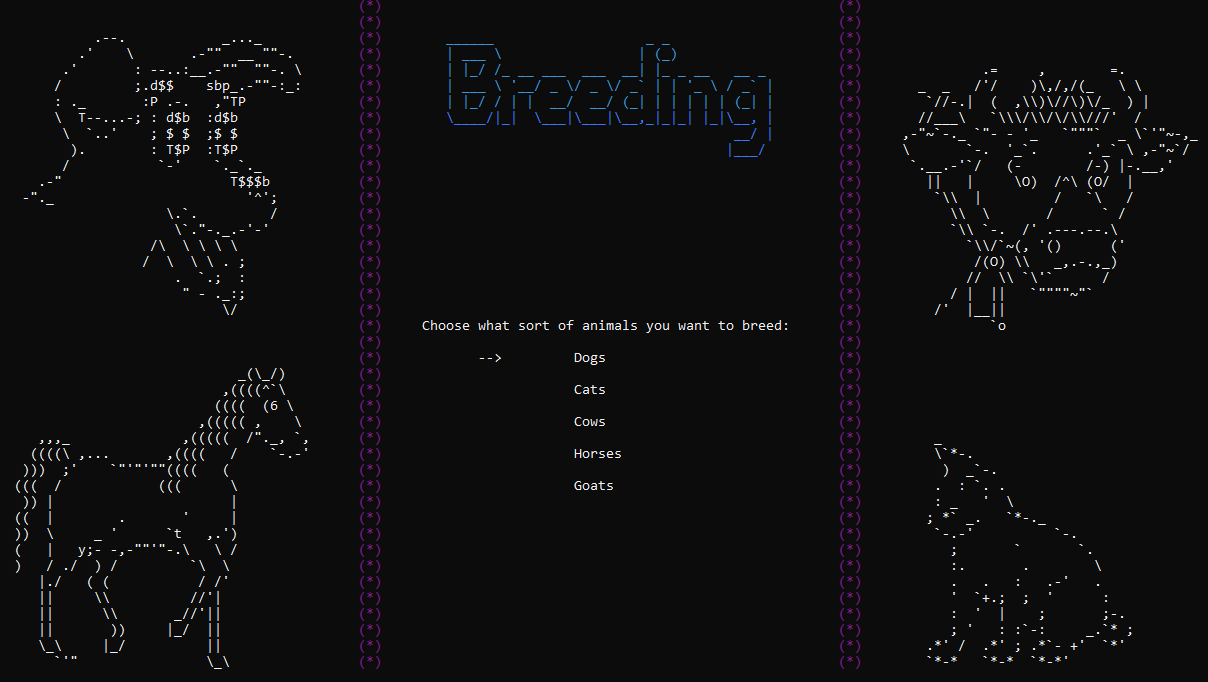 Breeding
Choose what sort of animals you want to breed:
--> Dogs
Cats
Cows
Horses
Goats